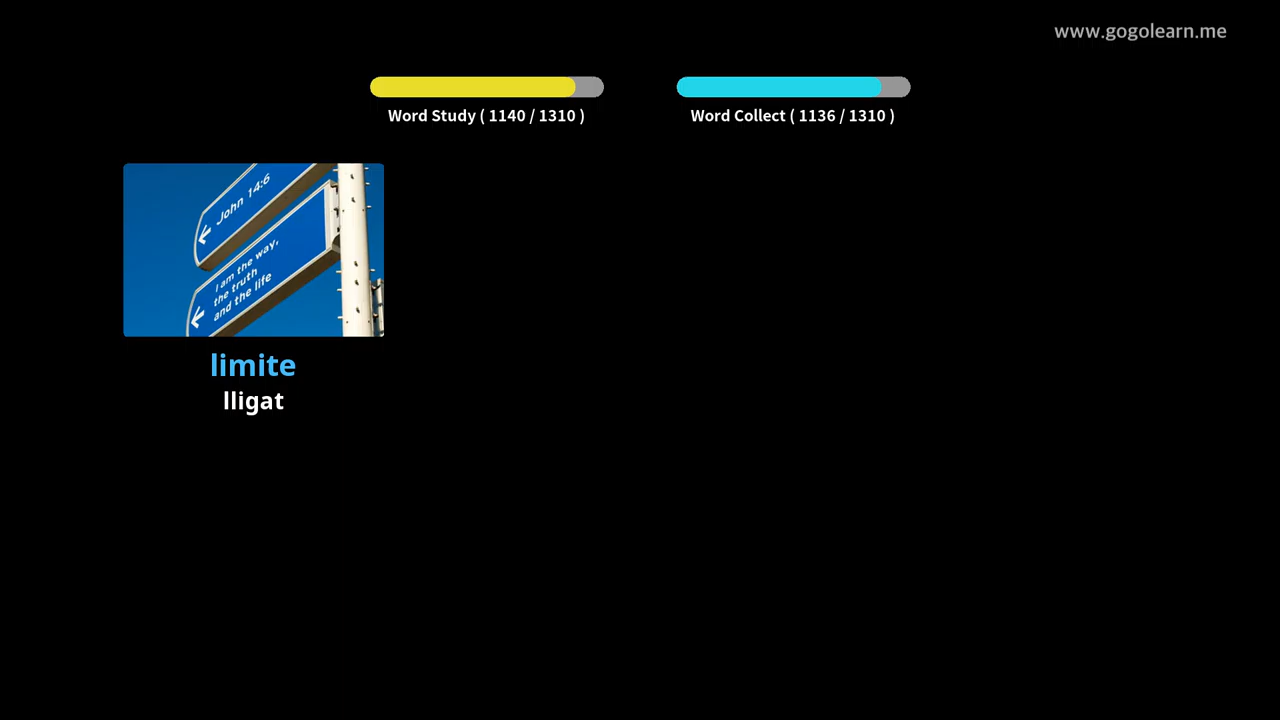 www.gogolearn.me
Word Study ( 1140 / 1310 )
Word Collect ( 1136 / 1310 )
John 14:6
I am the way,
the truth
and the life
limite
lligat